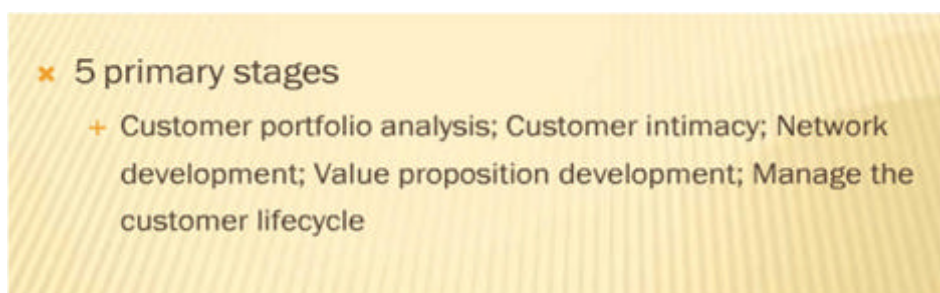 5 primary stages
Customer portfolio analysis; Customer intimacy; Network
development; Value proposition development; Manage the
customer lifecycle